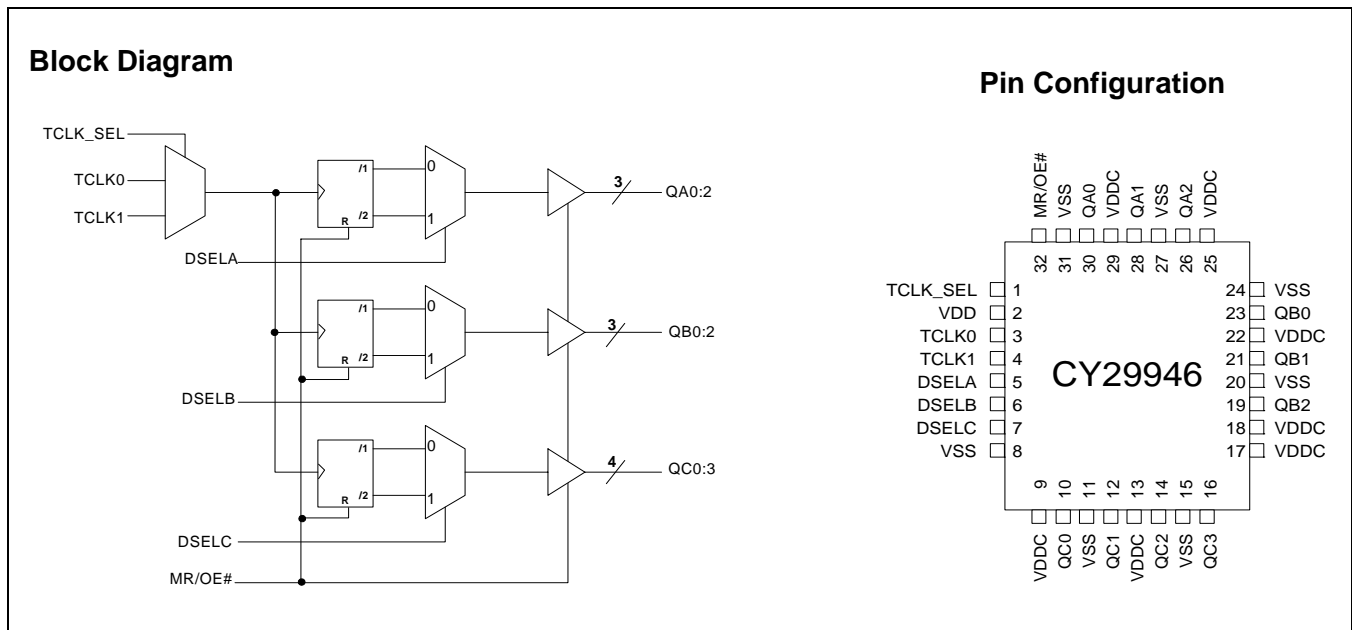 Block Diagram
TCLK_SEL
TCLK0
TCLK1
/1
/2
R
0
1
3
QA0:2
DSELA
/1
/2
R
0
1
3
QB0:2
DSELB
/1
/2
R
0
1
4
QC0:3
DSELC
MR/OE#
Pin Configuration
MR/OE#
VSS
QA0
VDDC
QA1
VSS
QA2
VDDC
32
31
30
29
28
27
26
25
TCLK_SEL 1
VDD 2
TCLK0 3
TCLK1 4
DSELA 5
DSELB 6
DSELC 7
VSS 8
CY29946
24 VSS
23 QB0
22 VDDC
21 QB1
20 VSS
19 QB2
18 VDDC
17 VDDC
9
10
11
12
13
14
15
16
VDDC
QC0
VSS
QC1
VDDC
QC2
VSS
QC3